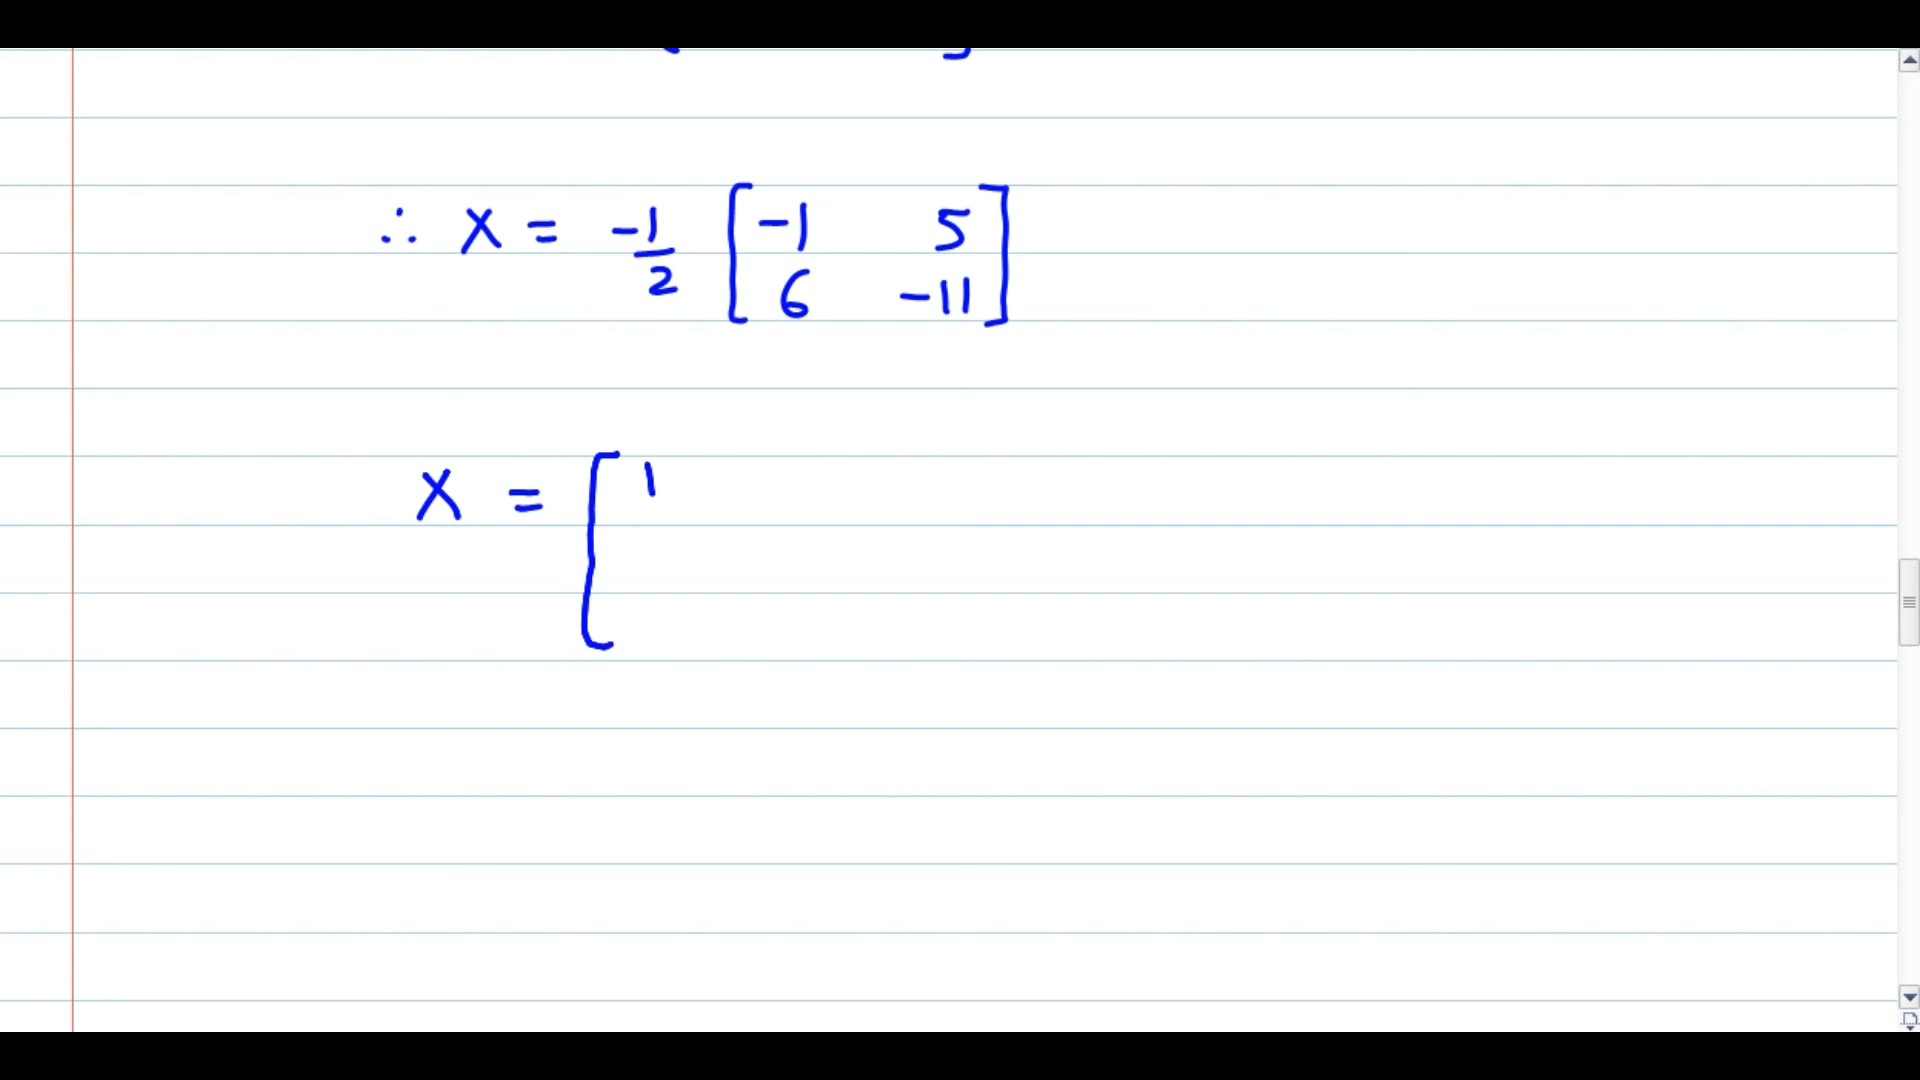 ∴ X = -1/2 [ -1 5
6 -11 ]
X = [ 1